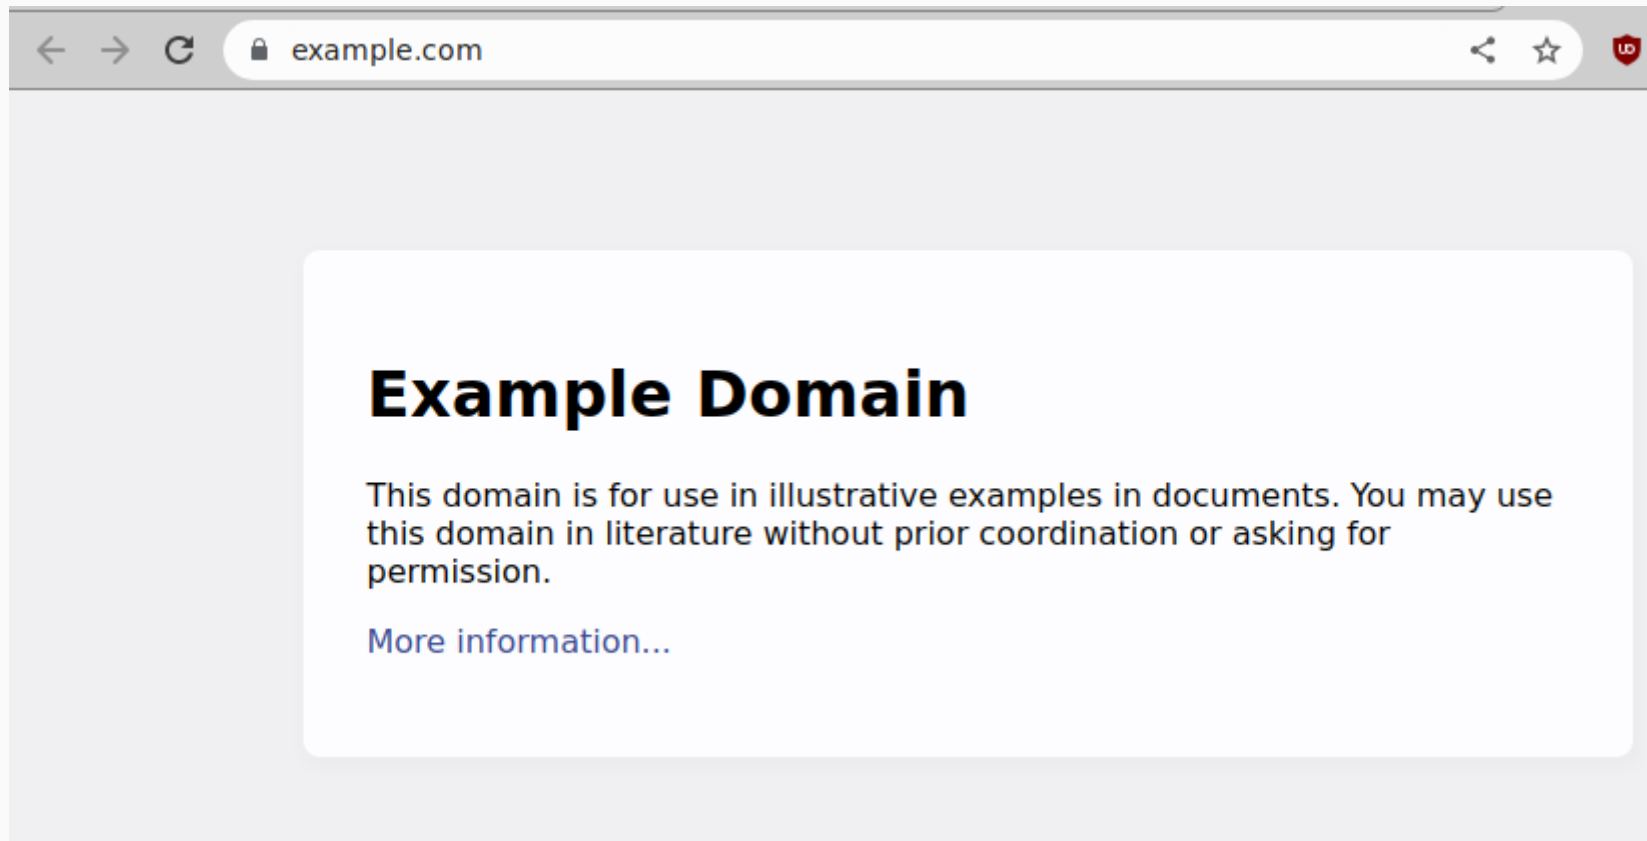 example.com
Example Domain
This domain is for use in illustrative examples in documents. You may use
this domain in literature without prior coordination or asking for
permission.
More information...